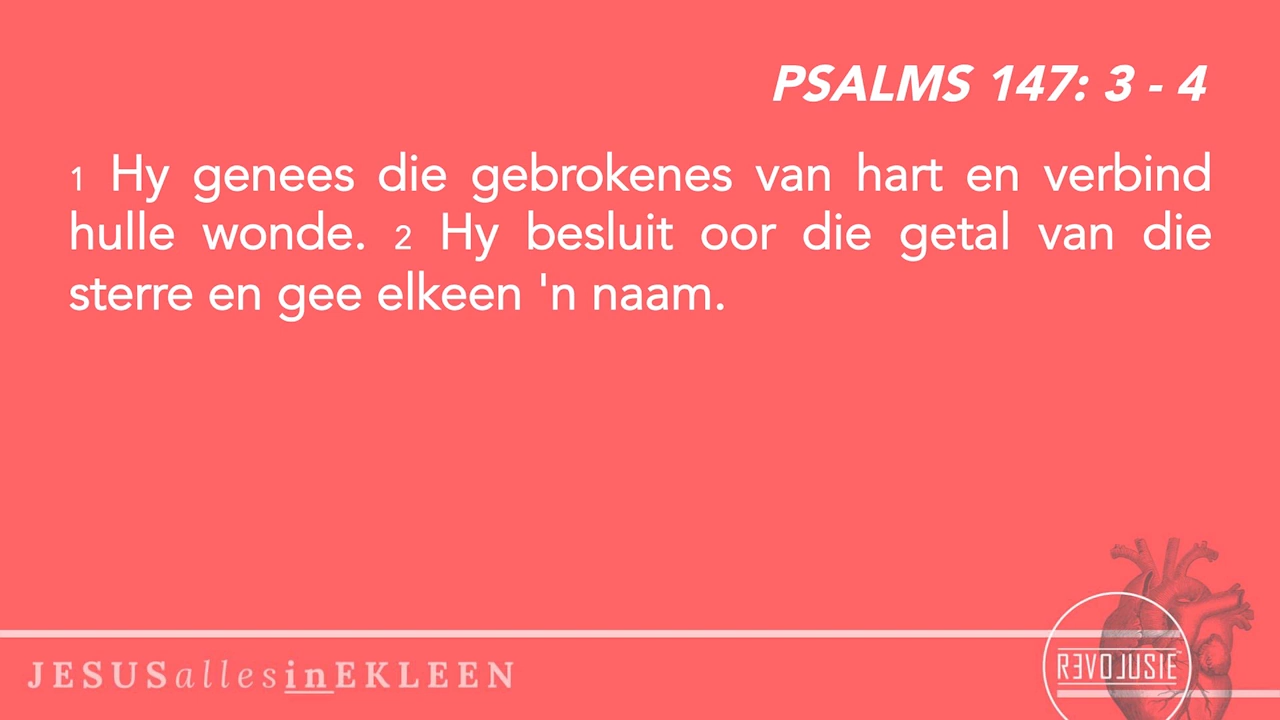 PSALMS 147: 3 - 4
1 Hy genees die gebrokenes van hart en verbind
hulle wonde. 2 Hy besluit oor die getal van die
sterre en gee elkeen 'n naam.
JESUSallesinEKLEEN
REVOLUSIE